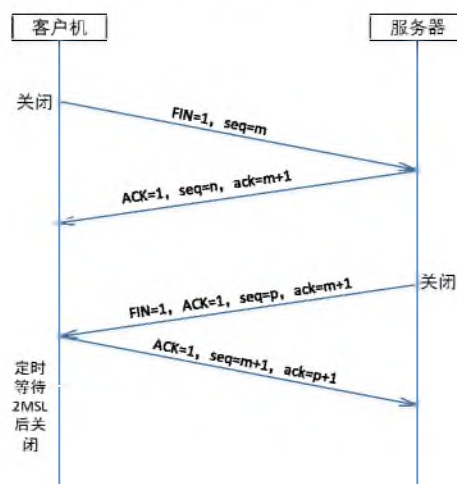 客户机
服务器
关闭
FIN=1, seq=m
ACK=1, seq=n, ack=m+1
关闭
FIN=1, ACK=1, seq=p, ack=m+1
ACK=1, seq=m+1, ack=p+1
定时
等待
2MSL
后关
闭